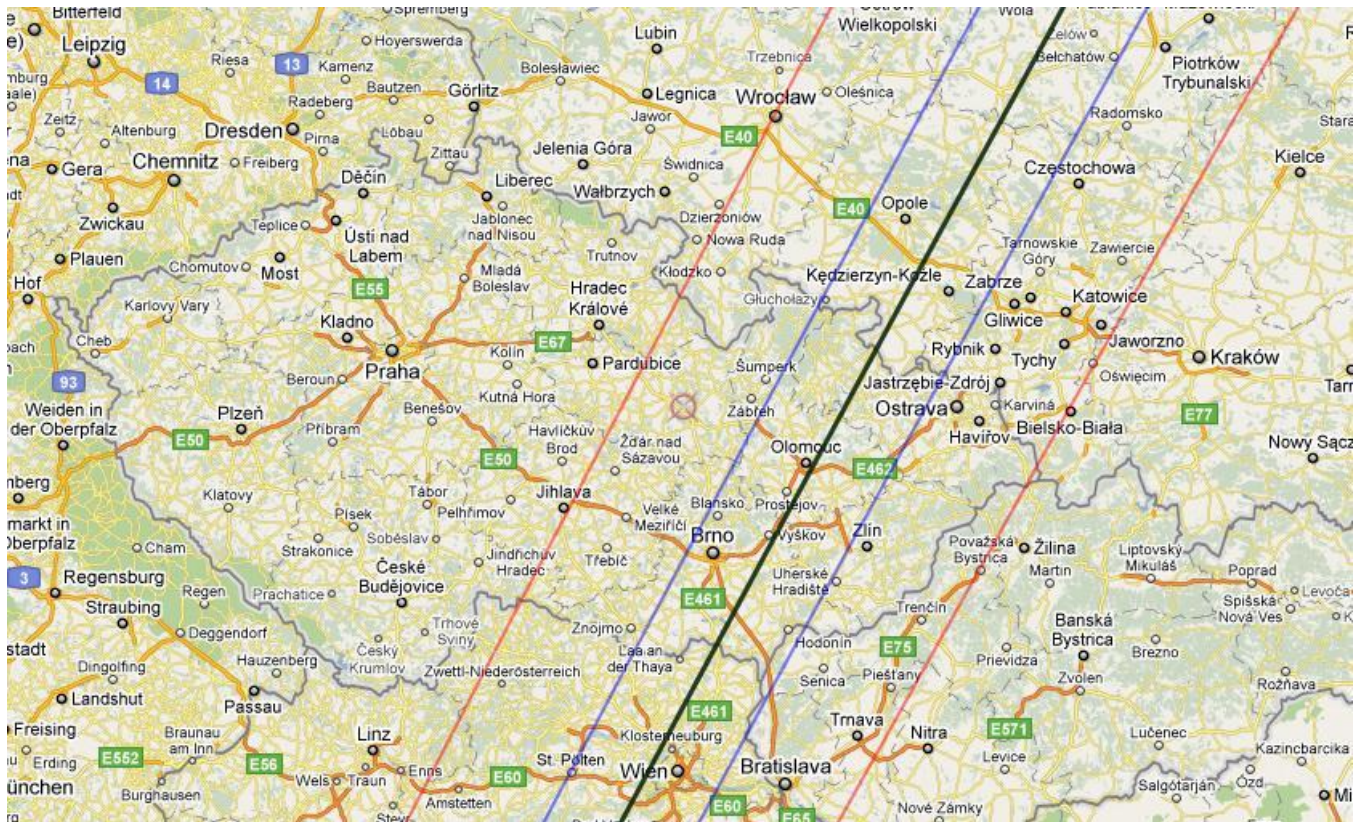 Bitterfeld
Spremberg
Ostrów
Wielkopolski
Wola
Leipzig
Riesa
13
Hoyerswerda
Lubin
Trzebnica
Zelów
Bełchatów
Piotrków
Trybunalski
14
Kamenz
Bolesławiec
Radeberg
Bautzen
Görlitz
Legnica
Wrocław
Oleśnica
Radomsko
Zeitz
Altenburg
Dresden
Pirna
Löbau
Jawor
E40
Chemnitz
Freiberg
Zittau
Jelenia Góra
Świdnica
Częstochowa
Kielce
Gera
Děčín
Liberec
Wałbrzych
E40
Opole
Zwickau
Teplice
Ústí nad
Labem
Jablonec
nad Nisou
Dzierżoniów
Nowa Ruda
Tarnowskie
Góry
Zawiercie
Plauen
Chomutov
Most
Trutnov
Kłodzko
Kędzierzyn-Koźle
Zabrze
Hof
Karlovy Vary
E55
Mladá
Boleslav
Hradec
Králové
Głuchołazy
Gliwice
Katowice
Cheb
Kladno
E67
Kolín
Pardubice
Šumperk
Rybnik
Tychy
Jaworzno
Kraków
93
Praha
Beroun
Kutná Hora
Jastrzębie-Zdrój
Oświęcim
Weiden in
der Oberpfalz
Plzeň
Benešov
Zábřeh
Ostrava
Karviná
E77
E50
Příbram
Havlíčkův
Brod
Žďár nad
Sázavou
Olomouc
Havířov
Bielsko-Biała
Nowy Sącz
E50
E462
Klatovy
Tábor
Pelhřimov
Jihlava
Velké
Meziříčí
Blansko
Prostějov
Písek
Soběslav
Brno
Vyškov
Zlín
Považská
Bystrica
Žilina
Cham
Strakonice
Jindřichův
Hradec
Třebíč
Liptovský
Mikuláš
Poprad
3
Regensburg
Regen
Prachatice
České
Budějovice
E461
Uherské
Hradiště
Martin
Levoča
Straubing
Trenčín
Spišská
Nová Ves
Deggendorf
Český
Krumlov
Trhové
Sviny
Znojmo
Hodonín
Banská
Bystrica
Dingolfing
Hauzenberg
Zwettl-Niederösterreich
Laa an
der Thaya
Senica
E75
Prievidza
Brezno
Landshut
Passau
Piešťany
Zvolen
Rožňava
Freising
Braunau
am Inn
Linz
E461
Klosterneuburg
Trnava
Nitra
E571
Lučenec
Kazincbarcika
Erding
E552
E56
Wels
Traun
Enns
E60
St. Pölten
Wien
Bratislava
Levice
Salgótarján
Ózd
Burghausen
Amstetten
E60
E65
Nové Zámky